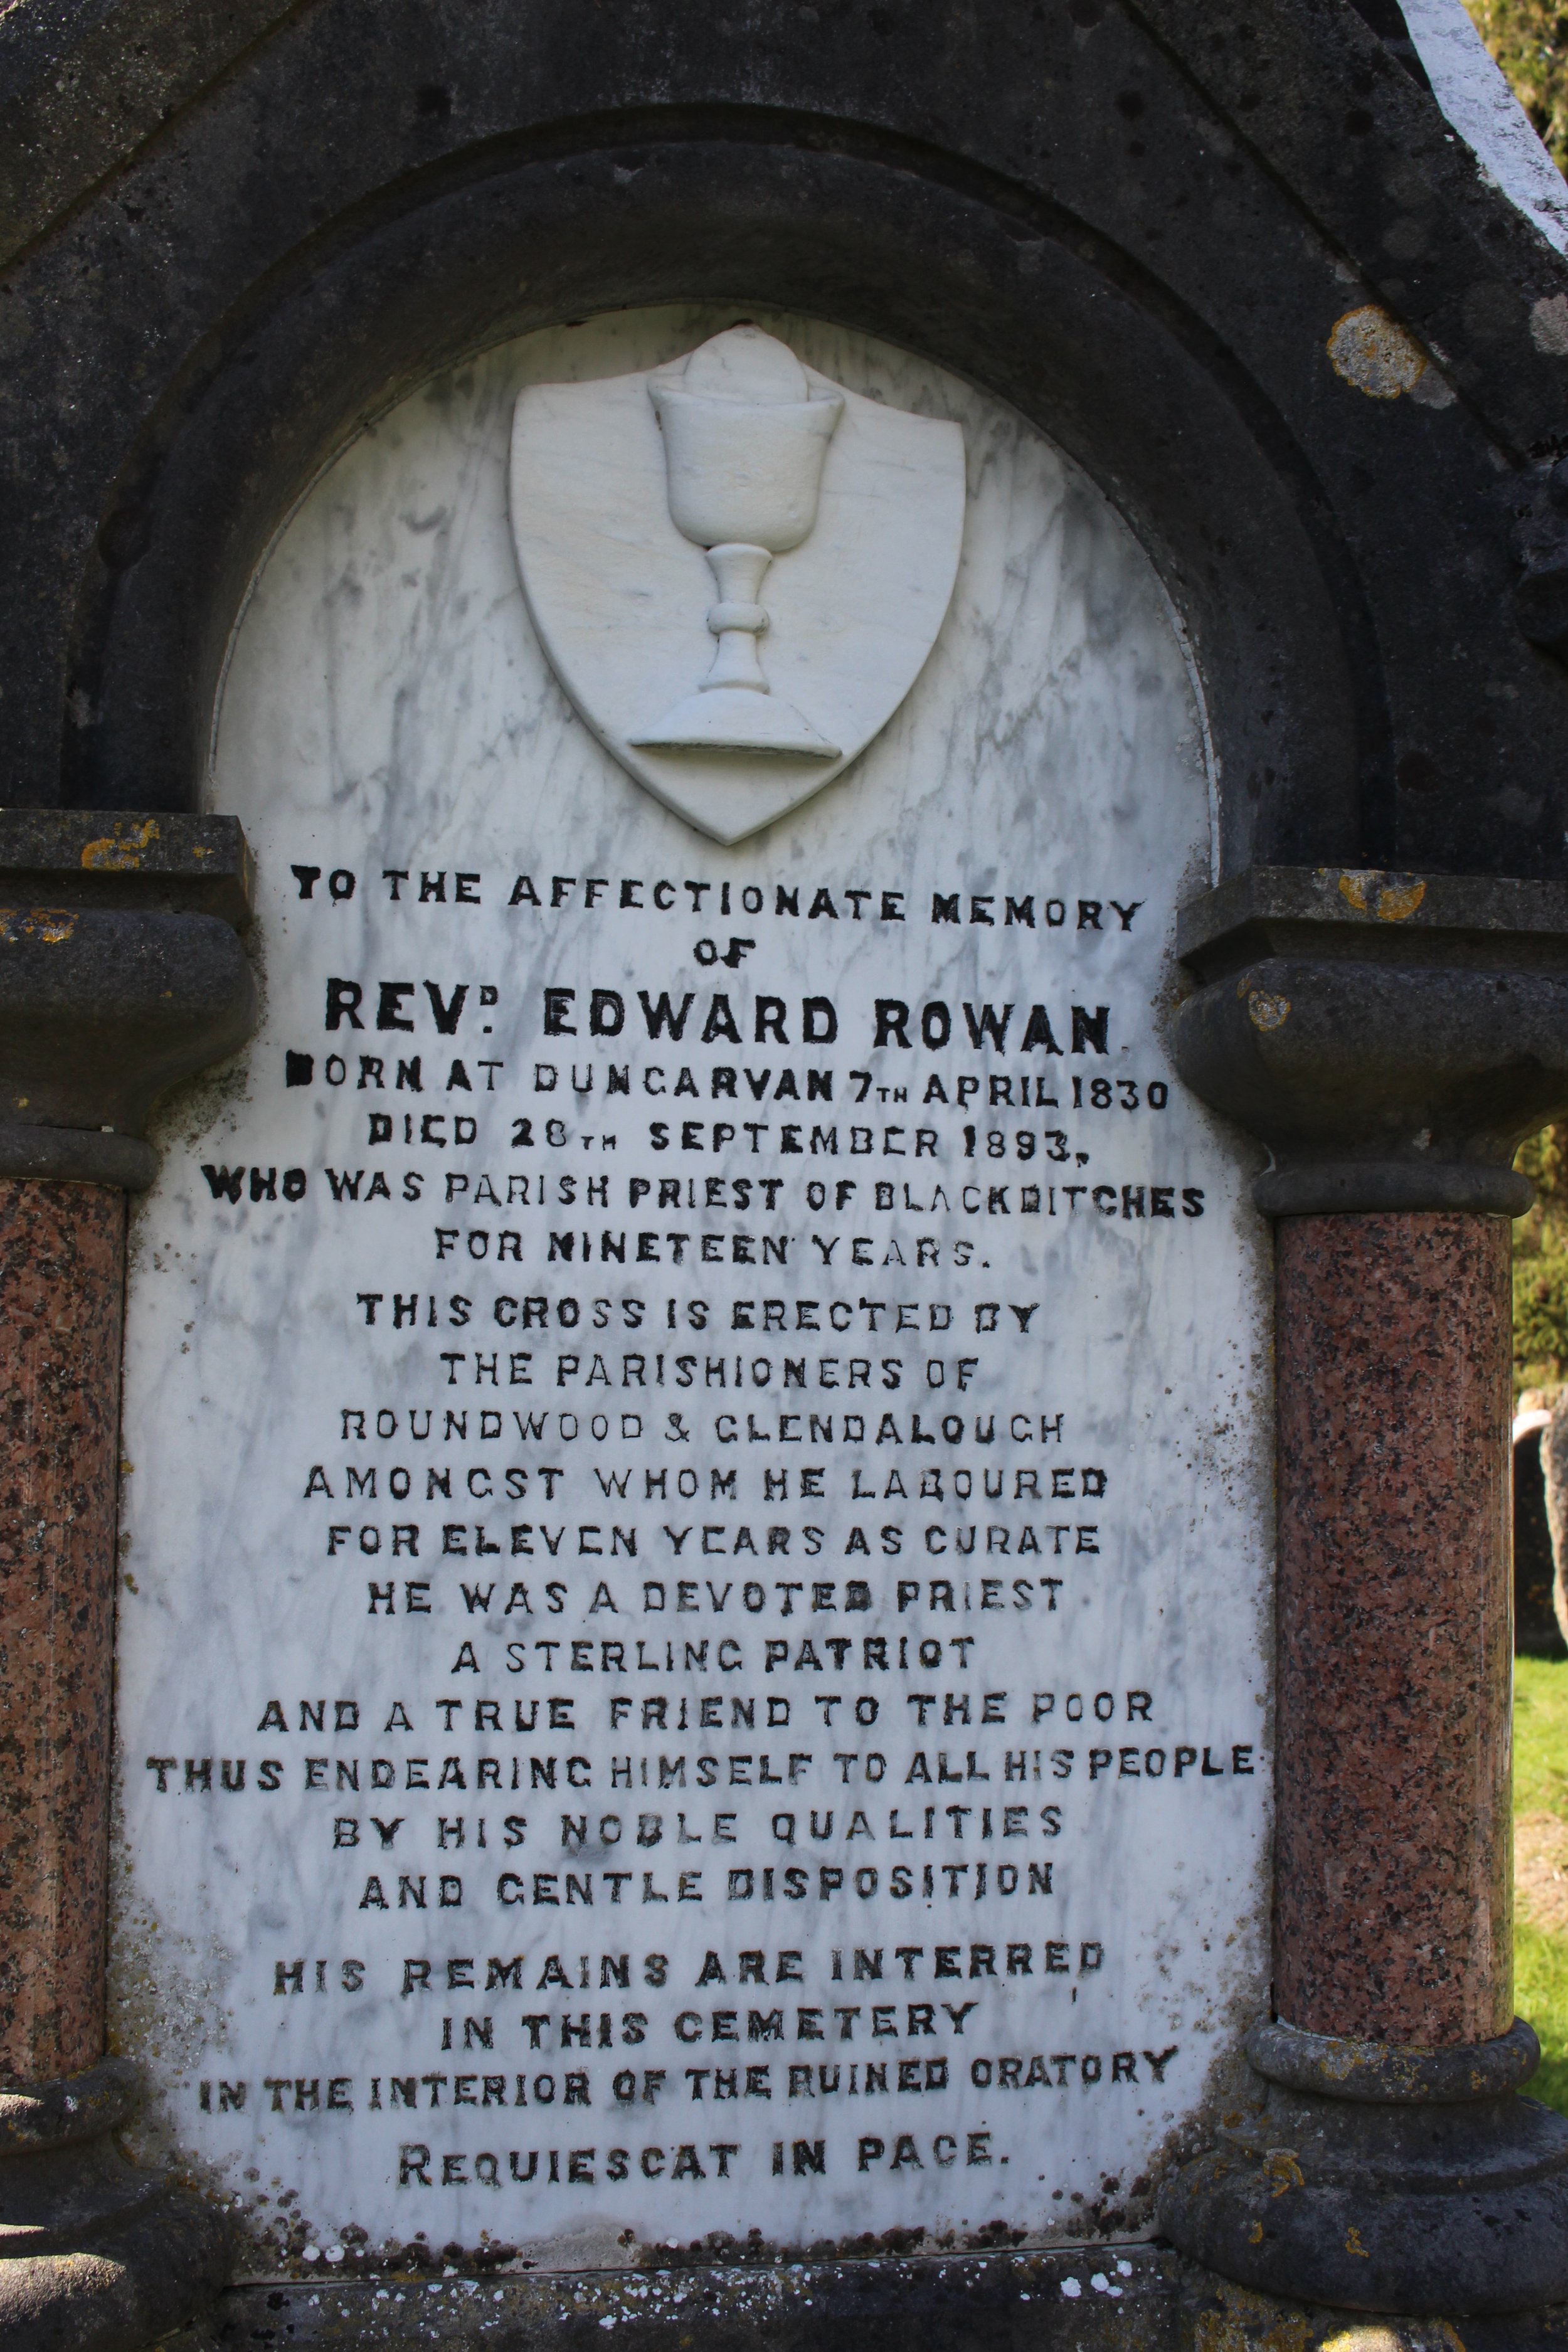 TO THE AFFECTIONATE MEMORY
OF
REVD. EDWARD ROWAN.
BORN AT DUNGARVAN 7TH APRIL 1830
DIED 28TH SEPTEMBER 1893,
WHO WAS PARISH PRIEST OF BLACKDITCHES
FOR NINETEEN YEARS.
THIS CROSS IS ERECTED BY
THE PARISHIONERS OF
ROUNDWOOD & GLENDALOUGH
AMONGST WHOM HE LABOURED
FOR ELEVEN YEARS AS CURATE
HE WAS A DEVOTED PRIEST
A STERLING PATRIOT
AND A TRUE FRIEND TO THE POOR
THUS ENDEARING HIMSELF TO ALL HIS PEOPLE
BY HIS NOBLE QUALITIES
AND GENTLE DISPOSITION
HIS REMAINS ARE INTERRED
IN THIS CEMETERY
IN THE INTERIOR OF THE RUINED ORATORY
REQUIESCAT IN PACE.